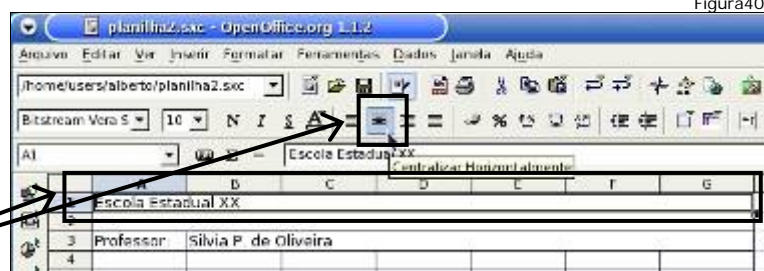 Figura40
planilha2.sxc - OpenOffice.org 1.1.2
Arquivo Editar Ver Inserir Formatar Ferramentas Dados Janela Ajuda
/home/users/alberto/planilha2.sxc
Bitstream Vera S 10 N I S A %
A1 Escola Estadual XX
Centralizar Horizontalmente
A B C D E F G
1 Escola Estadual XX
2
3 Professor: Silvia P. de Oliveira
4